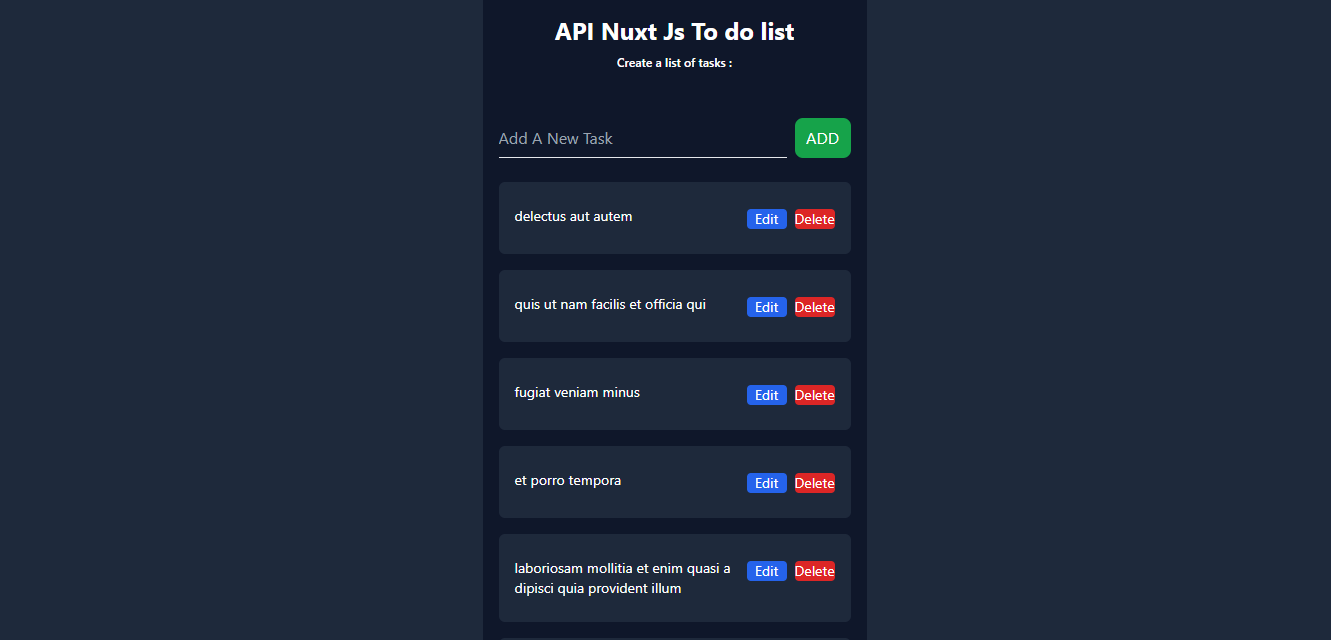 API Nuxt Js To do list
Create a list of tasks :
Add A New Task
ADD
delectus aut autem
Edit
Delete
quis ut nam facilis et officia qui
Edit
Delete
fugiat veniam minus
Edit
Delete
et porro tempora
Edit
Delete
laboriosam mollitia et enim quasi a
dipisci quia provident illum
Edit
Delete